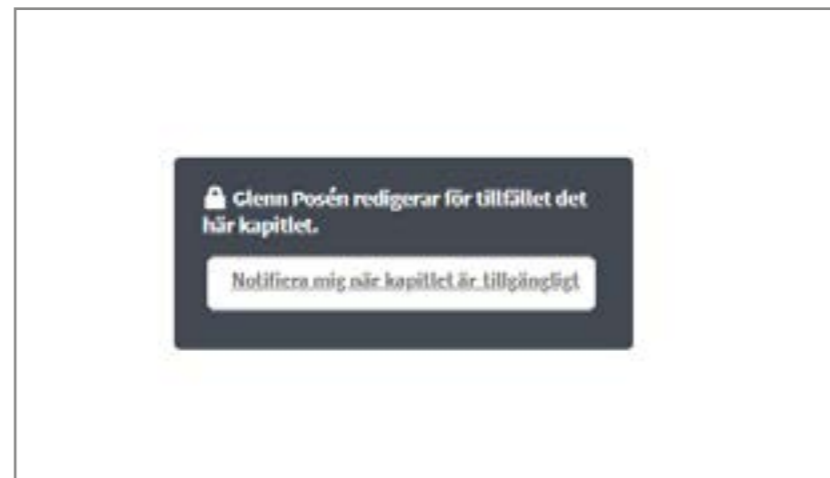 Glenn Posén redigerar för tillfället det
här kapitlet.
Notifiera mig när kapitlet är tillgängligt